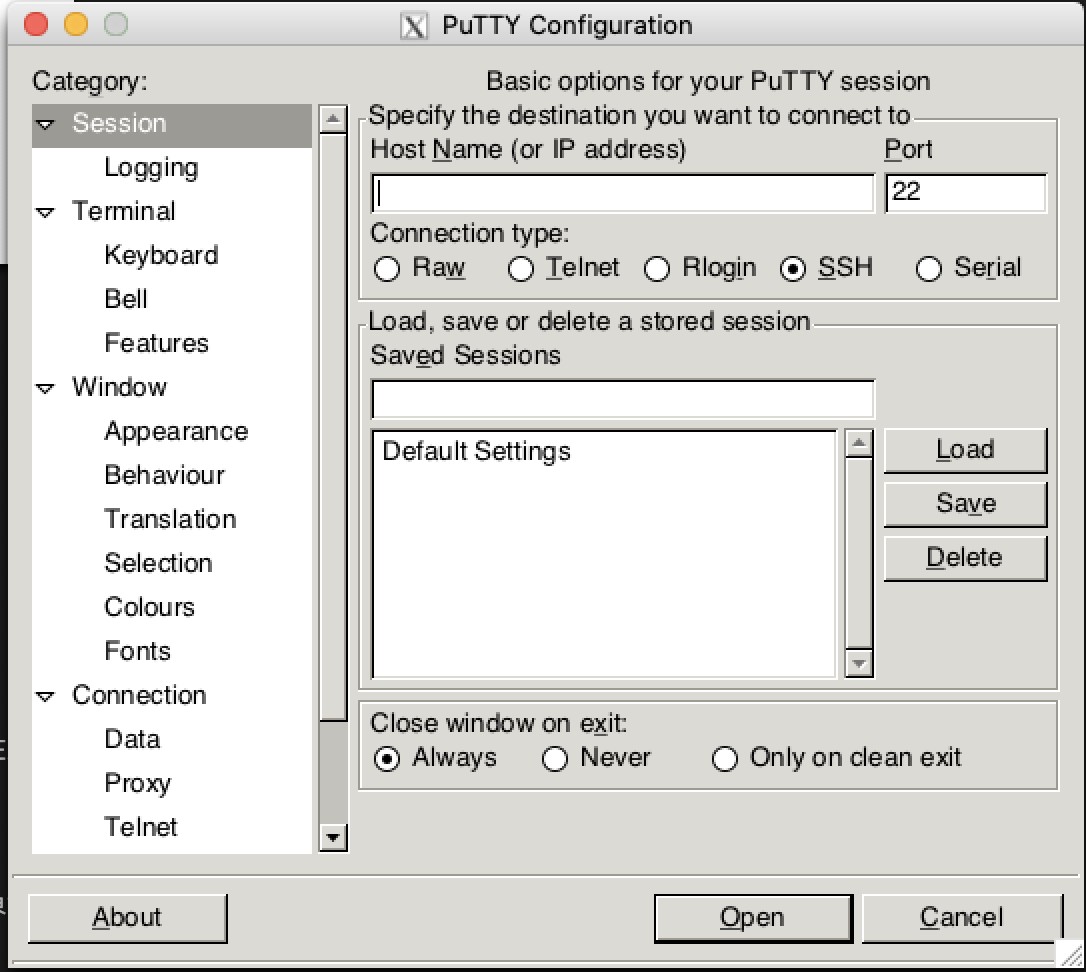 PuTTY Configuration
Category:
Session
Logging
Terminal
Keyboard
Bell
Features
Window
Appearance
Behaviour
Translation
Selection
Colours
Fonts
Connection
Data
Proxy
Telnet
Basic options for your PuTTY session
Specify the destination you want to connect to
Host Name (or IP address) Port
22
Connection type:
Raw Telnet Rlogin SSH Serial
Load, save or delete a stored session
Saved Sessions
Default Settings
Load
Save
Delete
Close window on exit:
Always Never Only on clean exit
About Open Cancel